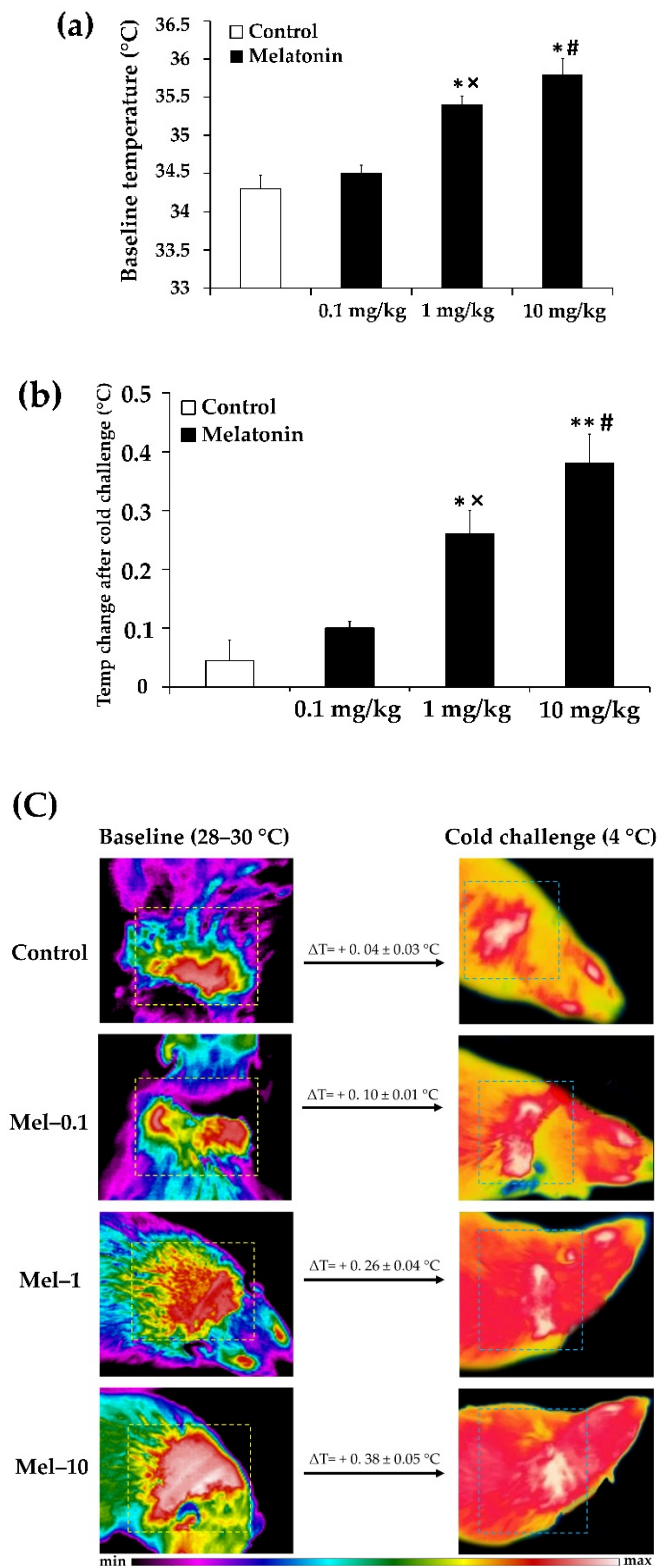 (a)
Control
Melatonin
Baseline temperature (°C)
36.5
36
35.5
35
34.5
34
33.5
33
*×
*#
0.1 mg/kg 1 mg/kg 10 mg/kg
(b)
Control
Melatonin
Temp change after cold challenge (°C)
0.5
0.4
0.3
0.2
0.1
0
*×
**#
0.1 mg/kg 1 mg/kg 10 mg/kg
(C)
Baseline (28–30 °C) Cold challenge (4 °C)
Control
ΔT= + 0. 04 ± 0.03 °C
Mel–0.1
ΔT= + 0. 10 ± 0.01 °C
Mel–1
ΔT= + 0. 26 ± 0.04 °C
Mel–10
ΔT= + 0. 38 ± 0.05 °C
min max